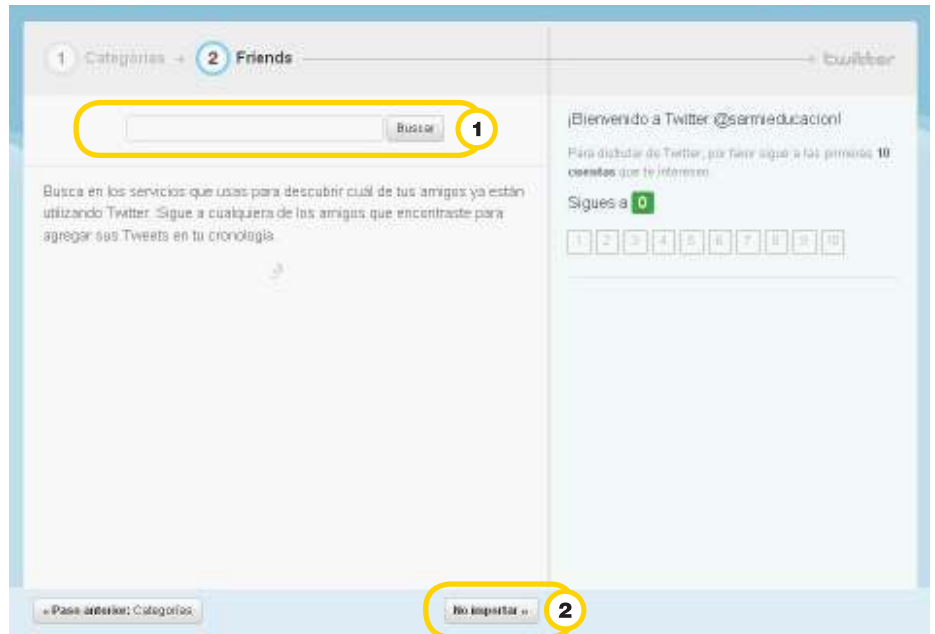 1 Categorías → 2 Friends
twitter
Buscar
1
Busca en los servicios que usas para descubrir cuál de tus amigos ya están
utilizando Twitter. Sigue a cualquiera de los amigos que encontraste para
agregar sus Tweets en tu cronología.
¡Bienvenido a Twitter @sarmieducacion!
Para disfrutar de Twitter, por favor sigue a las primeras 10
cuentas que te interesen.
Sigues a 0
1 2 3 4 5 6 7 8 9 10
« Paso anterior: Categorías
No importar »
2